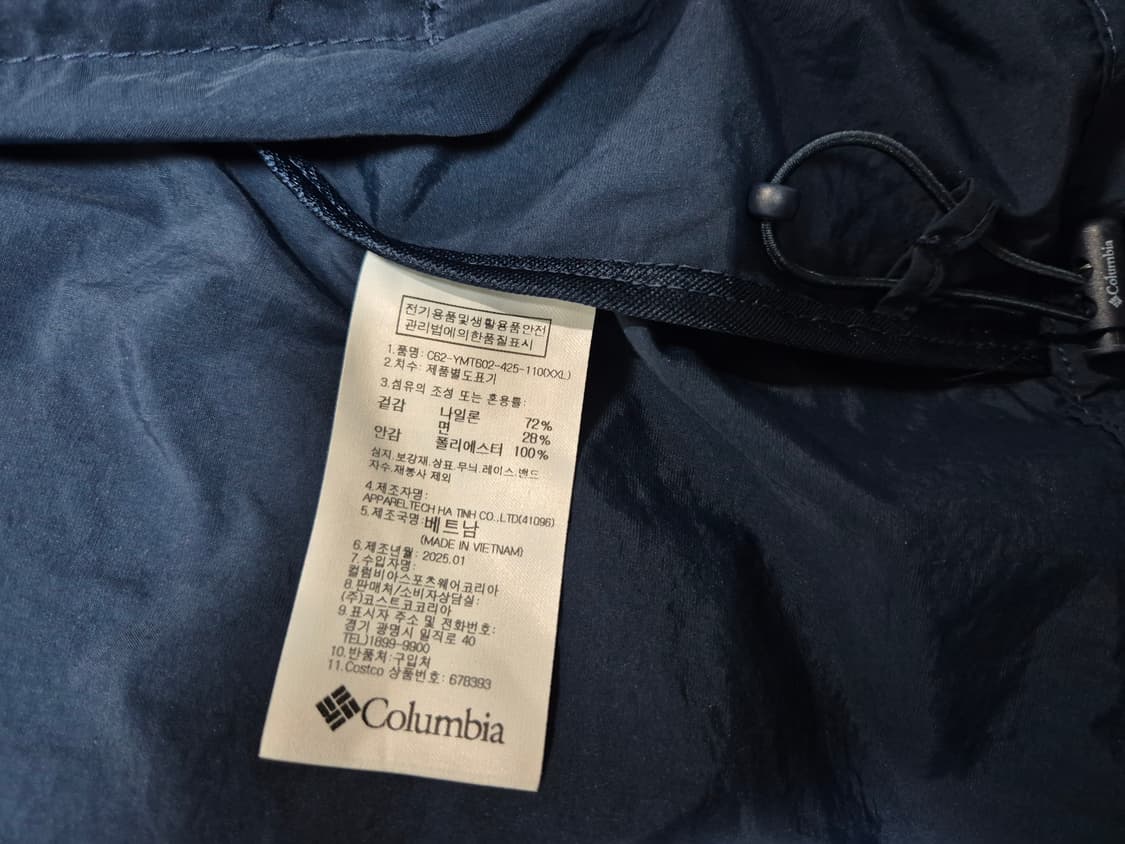 전기용품및생활용품안전
관리법에의한품질표시
1.품명: C62-YMT602-425-110(XXL)
2.치수: 제품별도표기
3.섬유의 조성 또는 혼용률:
겉감 나일론 72%
면 28%
안감 폴리에스터 100%
심지.보강재.상표.무늬.레이스.밴드
자수.재봉사 제외
4.제조자명:
APPARELTECH HA TINH CO.,LTD(41096)
5.제조국명:베트남
(MADE IN VIETNAM)
6.제조년월: 2025.01
7.수입자명:
컬럼비아스포츠웨어코리아
8.판매처/소비자상담실:
(주)코스트코코리아
9.표시자 주소 및 전화번호:
경기 광명시 일직로 40
TEL)1899-9900
10.반품처:구입처
11.Costco 상품번호: 678393
Columbia
Columbia